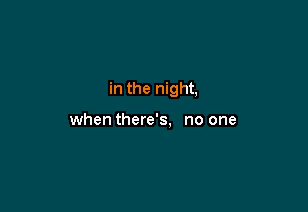 in the night,
when there's, no one